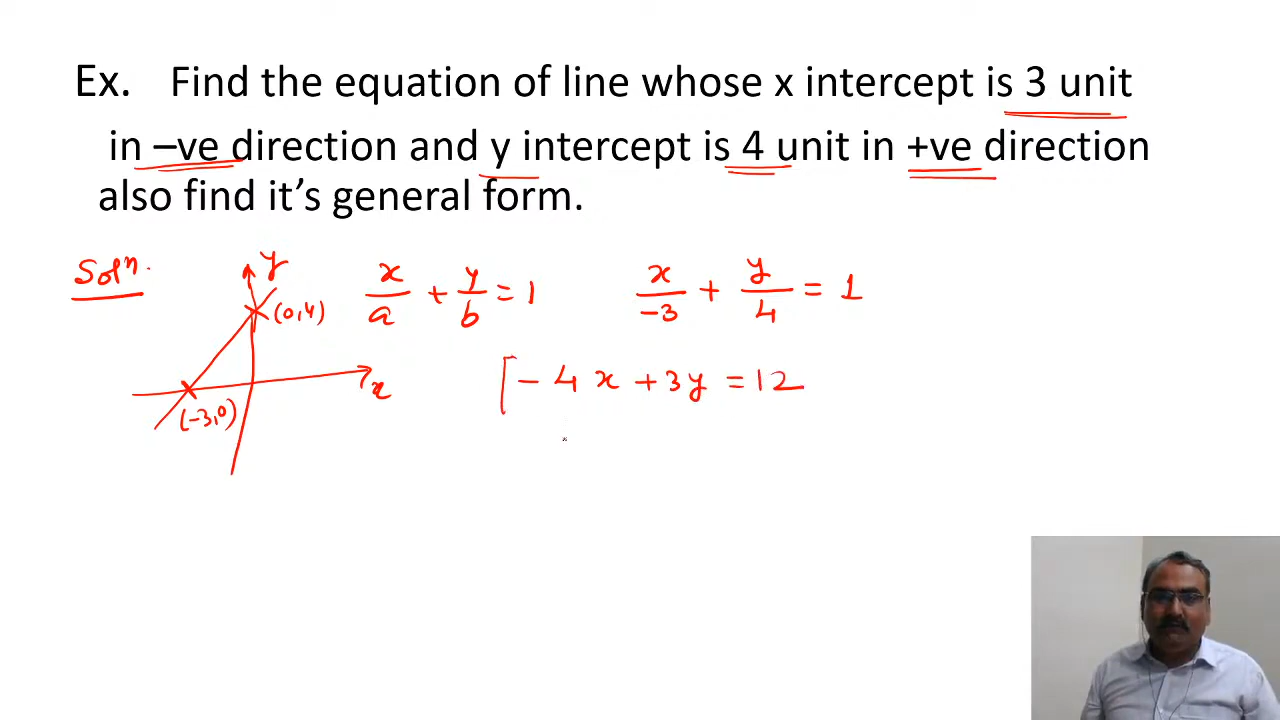 Ex. Find the equation of line whose x intercept is 3 unit
in –ve direction and y intercept is 4 unit in +ve direction
also find it’s general form.
Solⁿ.
y
(0,4)
x
(-3,0)
x/a + y/b = 1
x/-3 + y/4 = 1
- 4x + 3y = 12